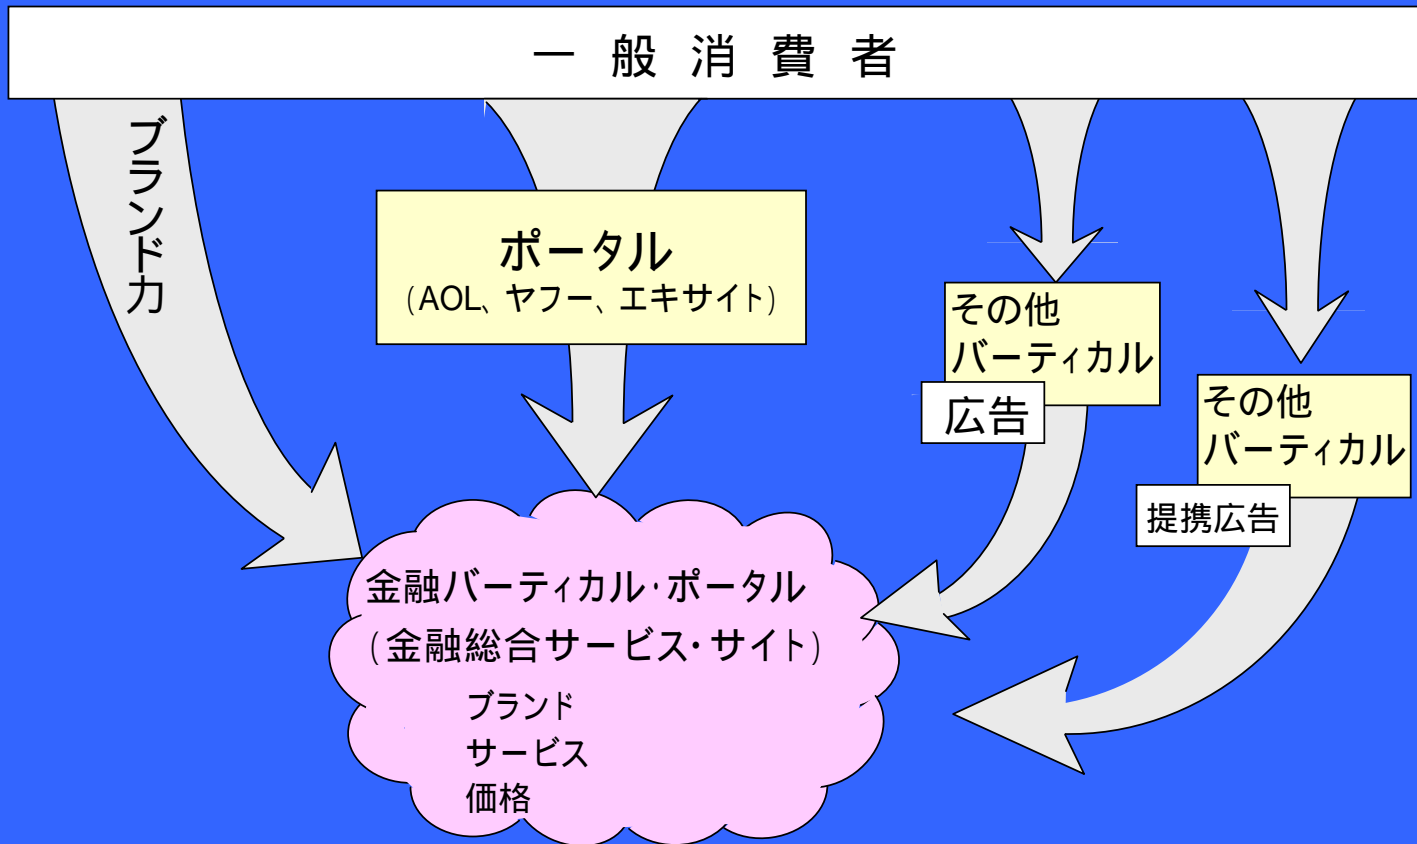 一般消費者
ブランド力
ポータル
(AOL、ヤフー、エキサイト)
その他
バーティカル
広告
その他
バーティカル
提携広告
金融バーティカル・ポータル
(金融総合サービス・サイト)
ブランド
サービス
価格